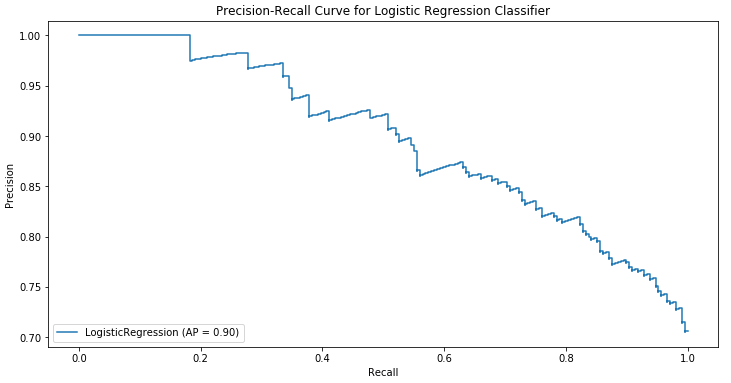 Precision-Recall Curve for Logistic Regression Classifier
1.00
0.95
0.90
0.85
0.80
0.75
0.70
Precision
LogisticRegression (AP = 0.90)
0.0 0.2 0.4 0.6 0.8 1.0
Recall